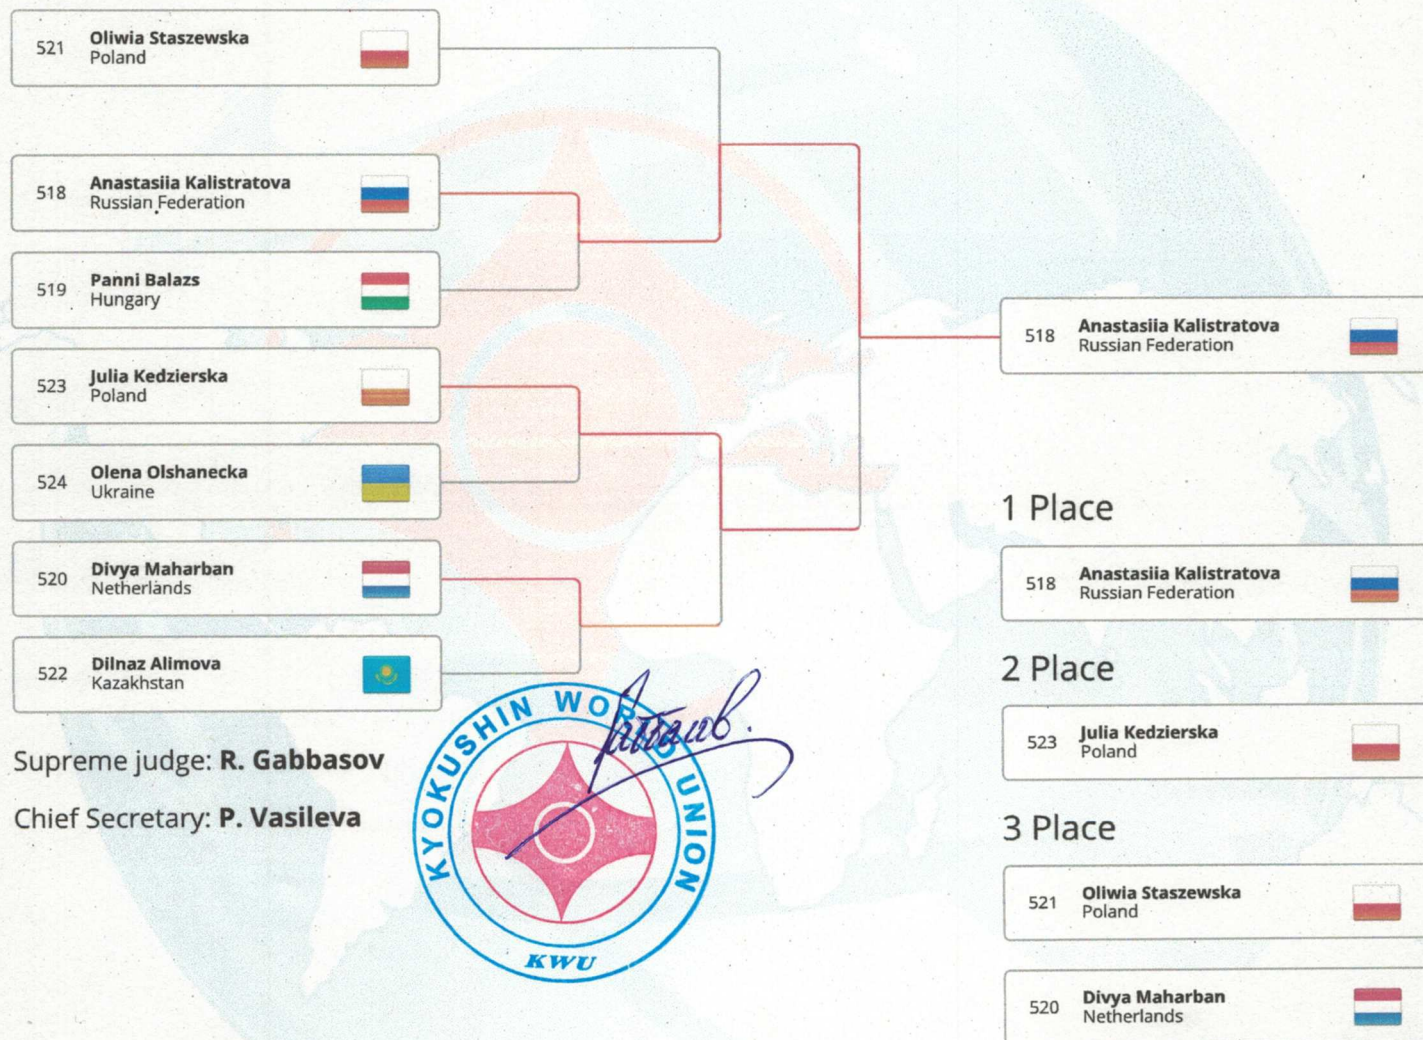 521
Oliwia Staszewska
Poland
518
Anastasiia Kalistratova
Russian Federation
519
Panni Balazs
Hungary
523
Julia Kedzierska
Poland
524
Olena Olshanecka
Ukraine
520
Divya Maharban
Netherlands
522
Dilnaz Alimova
Kazakhstan
Supreme judge: R. Gabbasov
Chief Secretary: P. Vasileva
KYOKUSHIN WORLD UNION
KWU
518
Anastasiia Kalistratova
Russian Federation
1 Place
518
Anastasiia Kalistratova
Russian Federation
2 Place
523
Julia Kedzierska
Poland
3 Place
521
Oliwia Staszewska
Poland
520
Divya Maharban
Netherlands